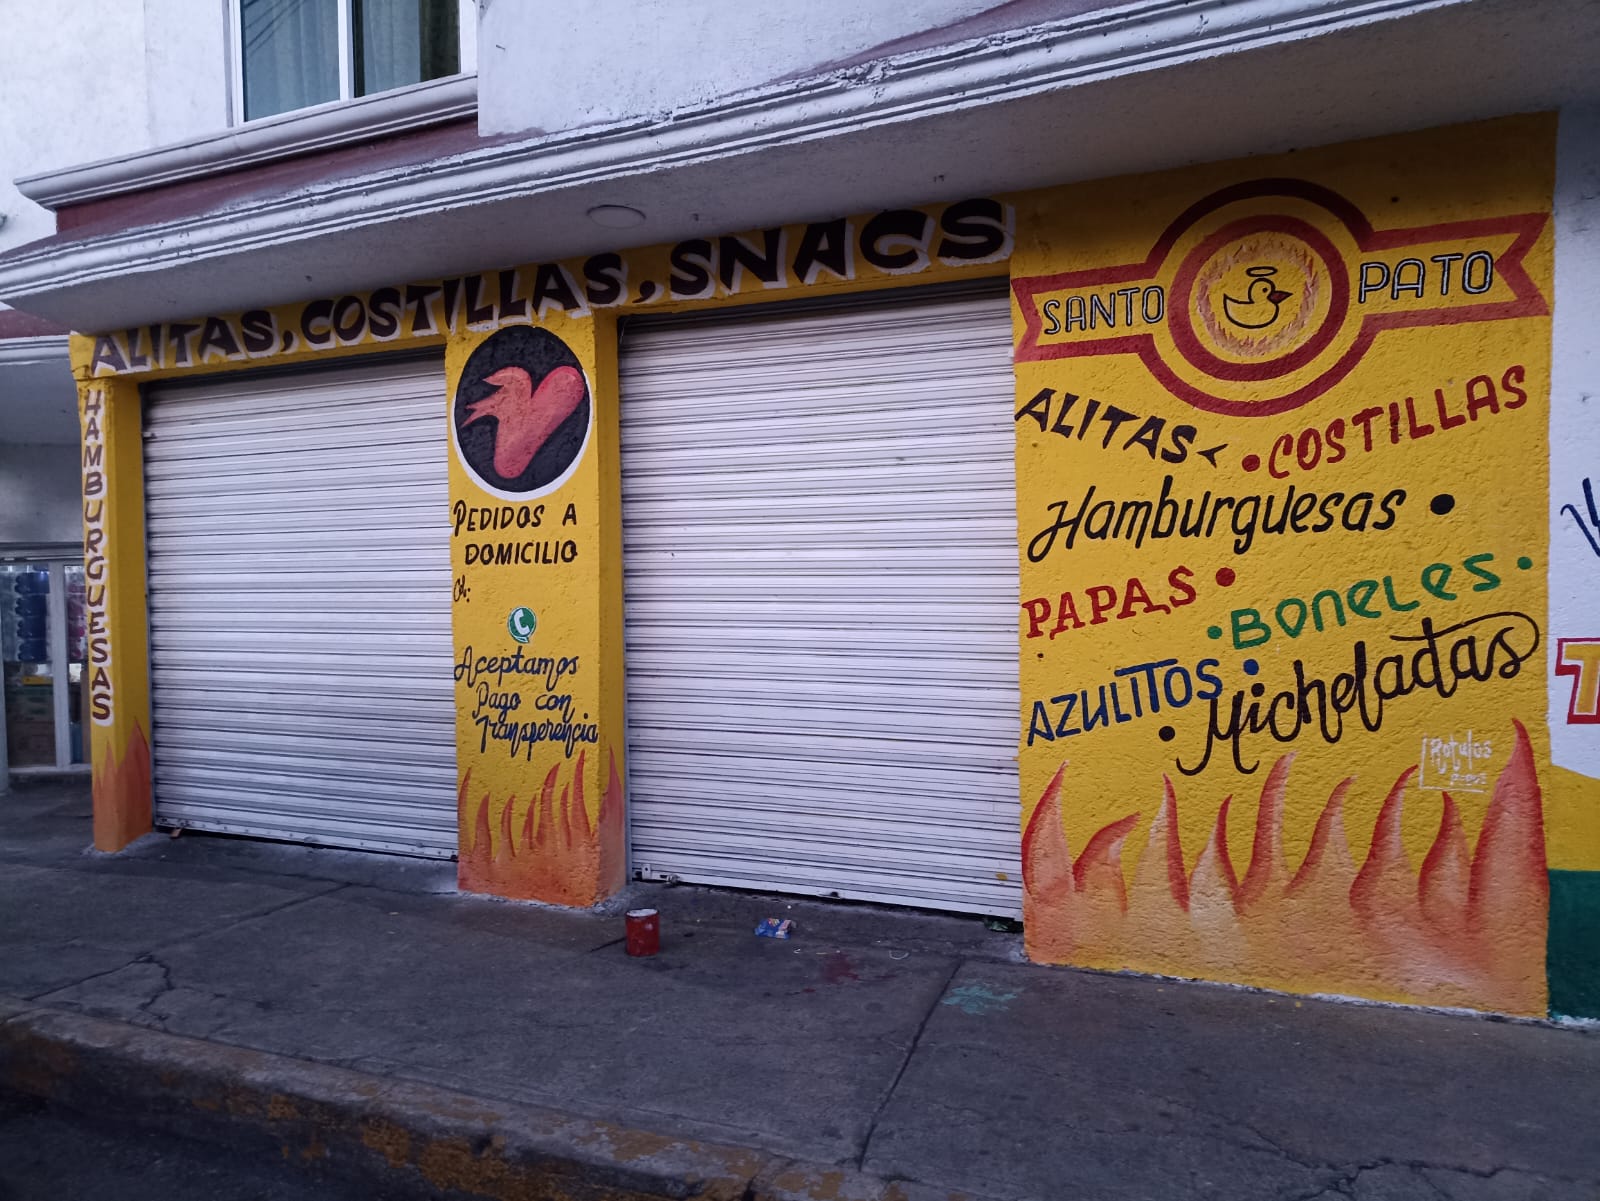 ALITAS, COSTILLAS, SNACS
HAMBURGUESAS
PEDIDOS A
DOMICILIO
a:
Aceptamos
Pago con
Transferencia
SANTO PATO
ALITAS
• COSTILLAS
Hamburguesas •
PAPAS •
• BONELES •
AZULITOS •
• Micheladas
Rotulos